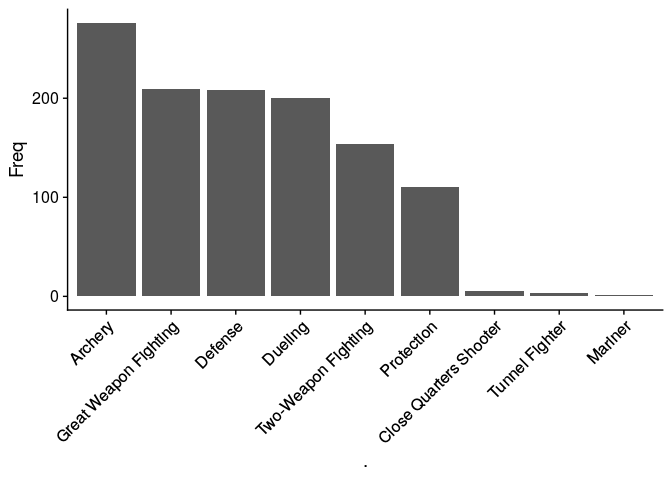 Freq
200
100
0
Archery
Great Weapon Fighting
Defense
Dueling
Two-Weapon Fighting
Protection
Close Quarters Shooter
Tunnel Fighter
Mariner
.